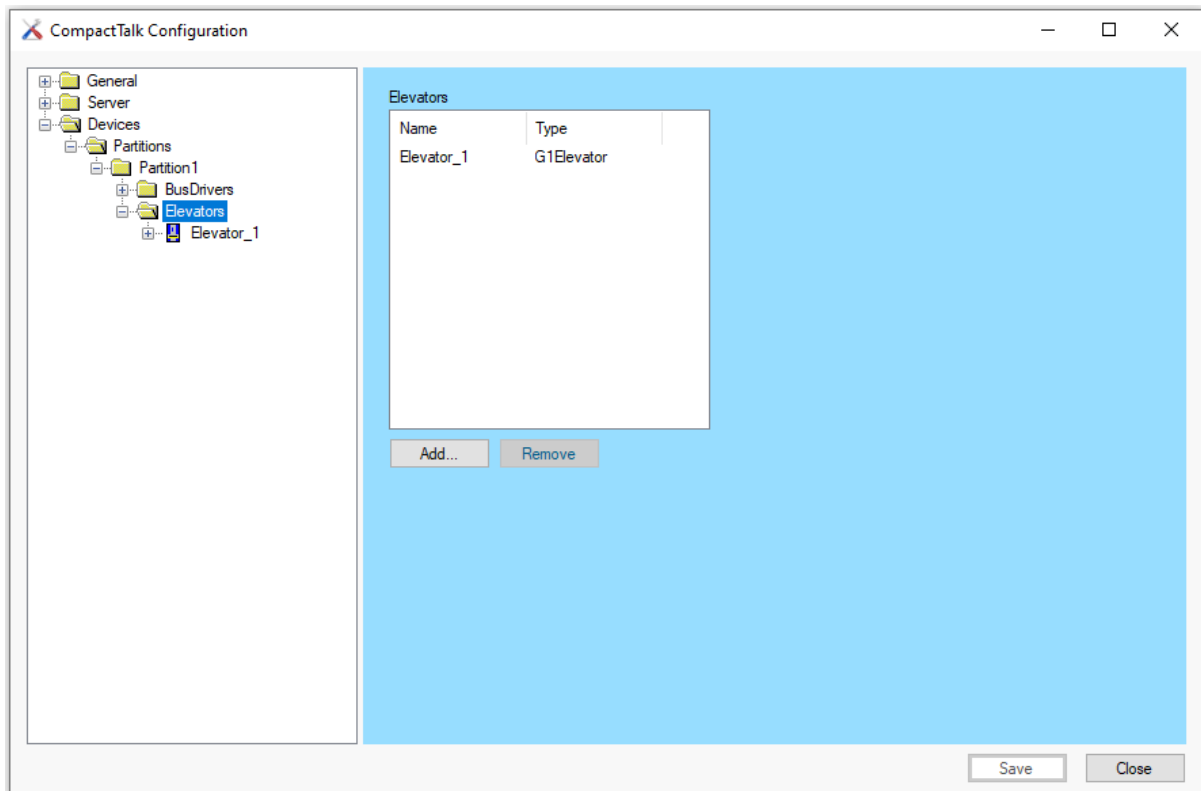 CompactTalk Configuration
General
Server
Devices
Partitions
Partition1
BusDrivers
Elevators
Elevator_1
Elevators
Name Type
Elevator_1 G1Elevator
Add... Remove
Save Close